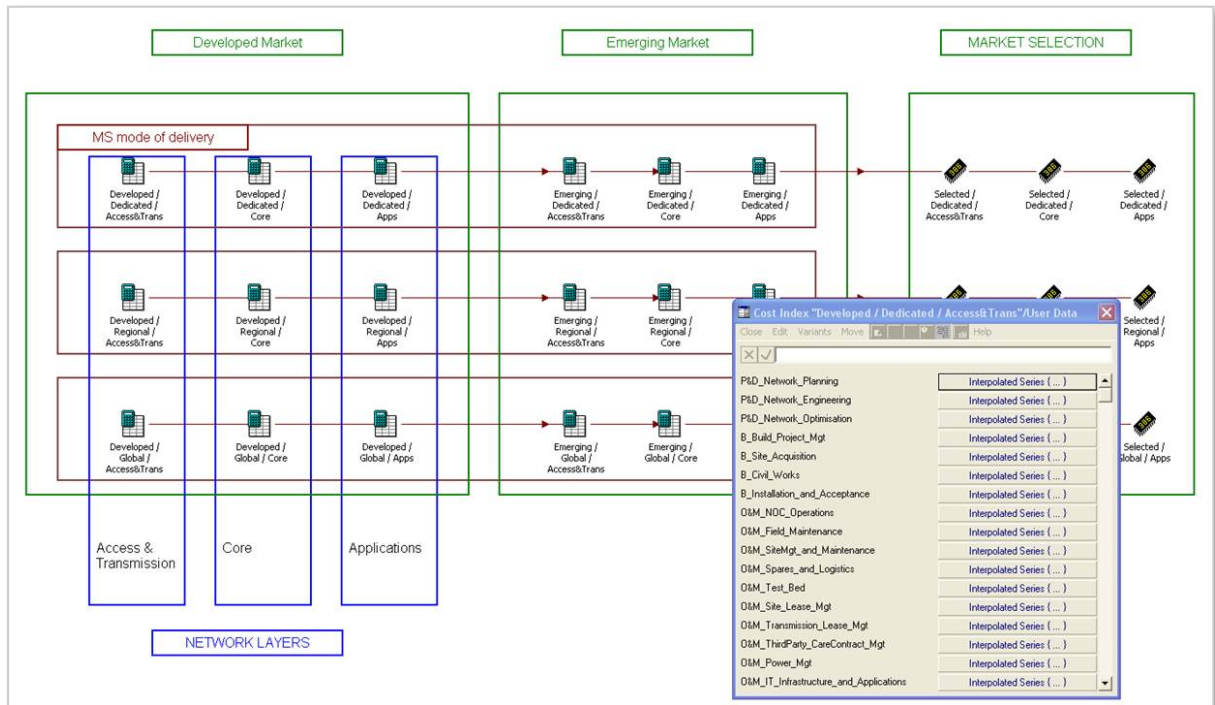 Developed Market
Emerging Market
MARKET SELECTION
MS mode of delivery
Developed /
Dedicated /
Access&Trans
Developed /
Dedicated /
Core
Developed /
Dedicated /
Apps
Emerging /
Dedicated /
Access&Trans
Emerging /
Dedicated /
Core
Emerging /
Dedicated /
Apps
Selected /
Dedicated /
Access&Trans
Selected /
Dedicated /
Core
Selected /
Dedicated /
Apps
Developed /
Regional /
Access&Trans
Developed /
Regional /
Core
Developed /
Regional /
Apps
Emerging /
Regional /
Access&Trans
Emerging /
Regional /
Core
Selected /
Regional /
Apps
Developed /
Global /
Access&Trans
Developed /
Global / Core
Developed /
Global / Apps
Emerging /
Global /
Access&Trans
Emerging /
Global / Core
Selected /
Global / Apps
Access &
Transmission
Core
Applications
NETWORK LAYERS
Cost Index "Developed / Dedicated / Access&Trans"/User Data
Close Edit Variants Move Help
P&D_Network_Planning Interpolated Series { ... }
P&D_Network_Engineering Interpolated Series { ... }
P&D_Network_Optimisation Interpolated Series { ... }
B_Build_Project_Mgt Interpolated Series { ... }
B_Site_Acquisition Interpolated Series { ... }
B_Civil_Works Interpolated Series { ... }
B_Installation_and_Acceptance Interpolated Series { ... }
O&M_NOC_Operations Interpolated Series { ... }
O&M_Field_Maintenance Interpolated Series { ... }
O&M_SiteMgt_and_Maintenance Interpolated Series { ... }
O&M_Spares_and_Logistics Interpolated Series { ... }
O&M_Test_Bed Interpolated Series { ... }
O&M_Site_Lease_Mgt Interpolated Series { ... }
O&M_Transmission_Lease_Mgt Interpolated Series { ... }
O&M_ThirdParty_CareContract_Mgt Interpolated Series { ... }
O&M_Power_Mgt Interpolated Series { ... }
O&M_IT_Infrastructure_and_Applications Interpolated Series { ... }